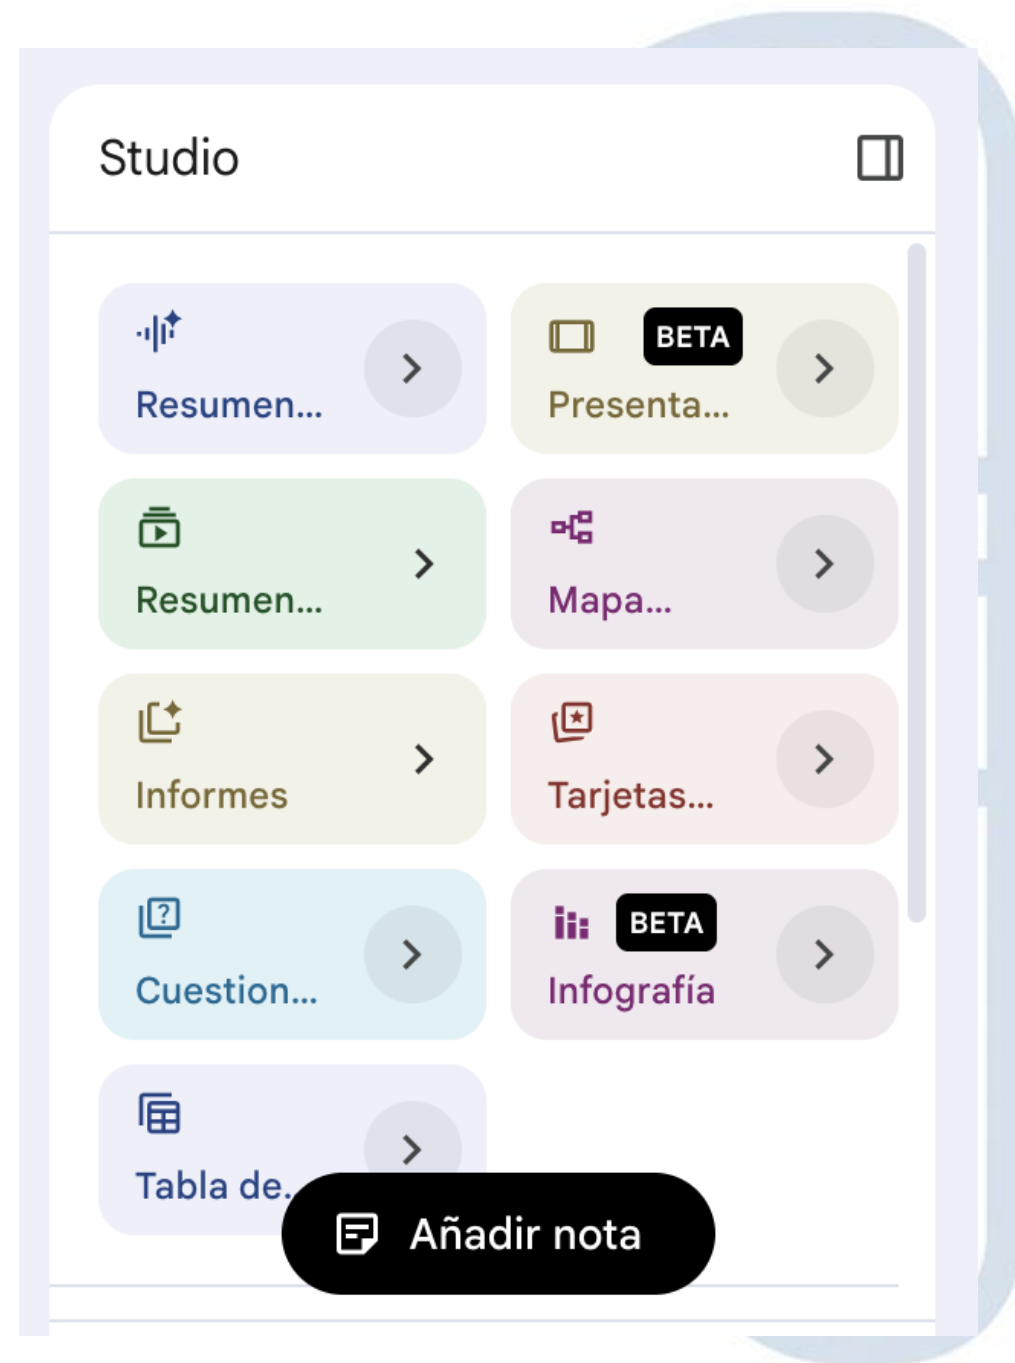 Studio
Resumen...
BETA
Presenta...
Resumen...
Mapa...
Informes
Tarjetas...
Cuestion...
BETA
Infografía
Tabla de..
Añadir nota